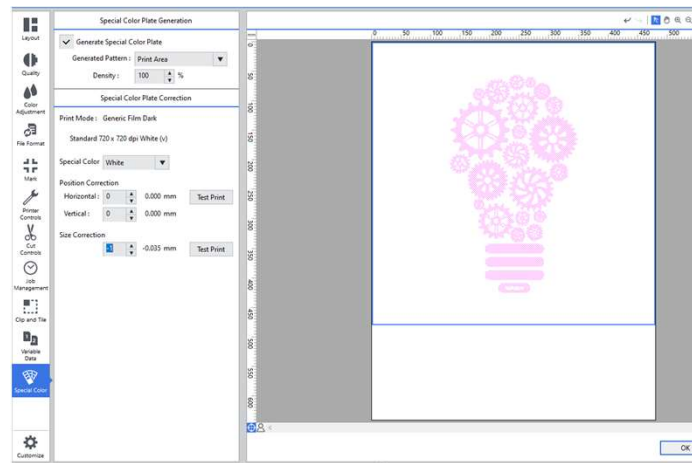 Layout
Quality
Color
Adjustment
File Format
Mark
Printer
Controls
Cut
Controls
Job
Management
Clip and Tile
Variable
Data
Special Color
Customize
Special Color Plate Generation
Generate Special Color Plate
Generated Pattern : Print Area
Density : 100 %
Special Color Plate Correction
Print Mode : Generic Film Dark
Standard 720 x 720 dpi White (v)
Special Color White
Position Correction
Horizontal : 0 0.000 mm Test Print
Vertical : 0 0.000 mm
Size Correction
-1 -0.035 mm Test Print
0 50 100 150 200 250 300 350 400 450 500
0
50
100
150
200
250
300
350
400
450
500
550
600
OK